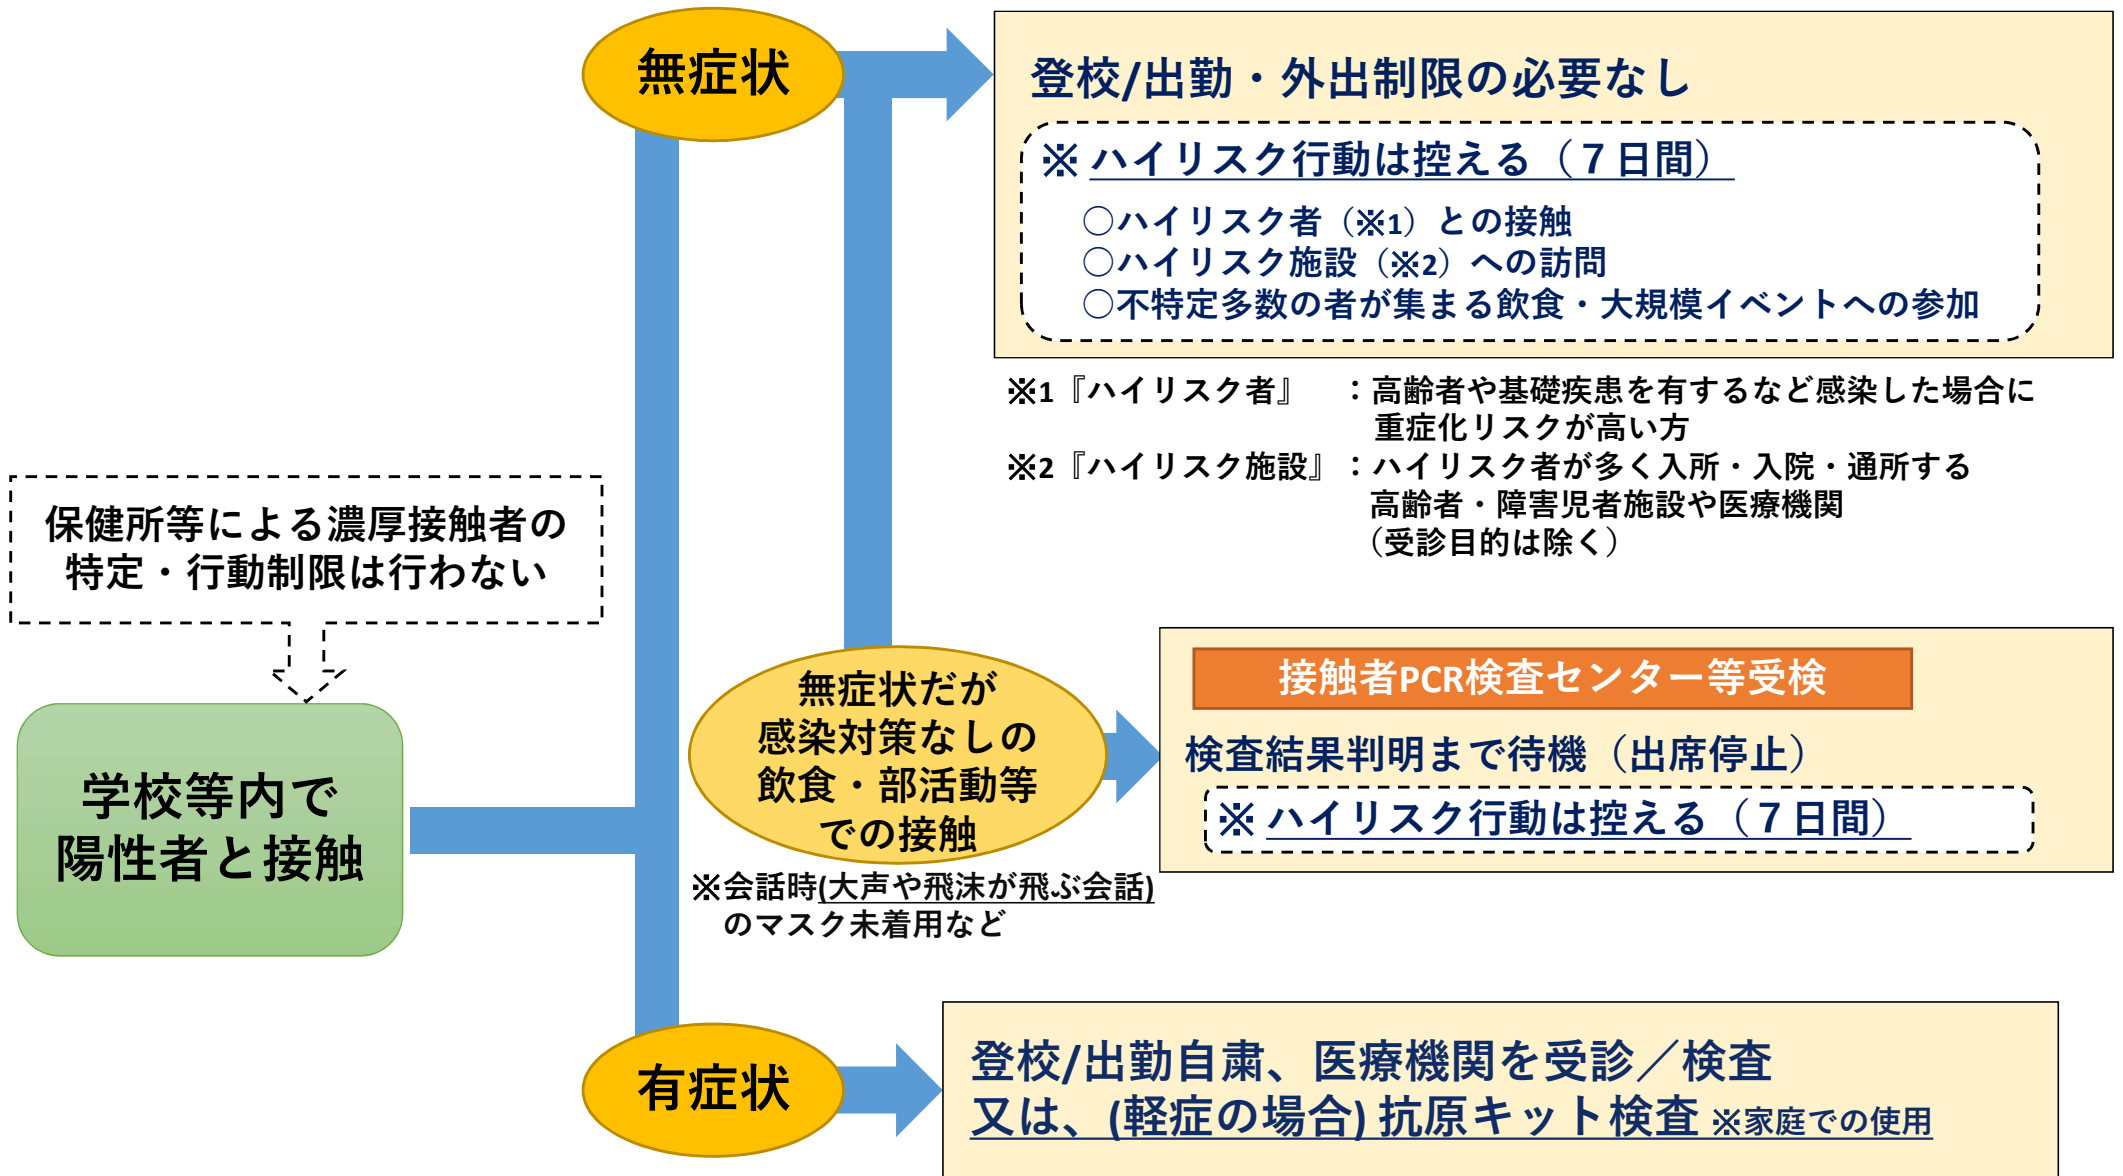 無症状
登校/出勤・外出制限の必要なし
※ ハイリスク行動は控える（７日間）
○ハイリスク者（※1）との接触
○ハイリスク施設（※2）への訪問
○不特定多数の者が集まる飲食・大規模イベントへの参加
※1『ハイリスク者』　：高齢者や基礎疾患を有するなど感染した場合に
重症化リスクが高い方
※2『ハイリスク施設』：ハイリスク者が多く入所・入院・通所する
高齢者・障害児者施設や医療機関
（受診目的は除く）
保健所等による濃厚接触者の
特定・行動制限は行わない
学校等内で
陽性者と接触
無症状だが
感染対策なしの
飲食・部活動等
での接触
※会話時(大声や飛沫が飛ぶ会話)
のマスク未着用など
接触者PCR検査センター等受検
検査結果判明まで待機（出席停止）
※ ハイリスク行動は控える（７日間）
有症状
登校/出勤自粛、医療機関を受診／検査
又は、(軽症の場合) 抗原キット検査 ※家庭での使用